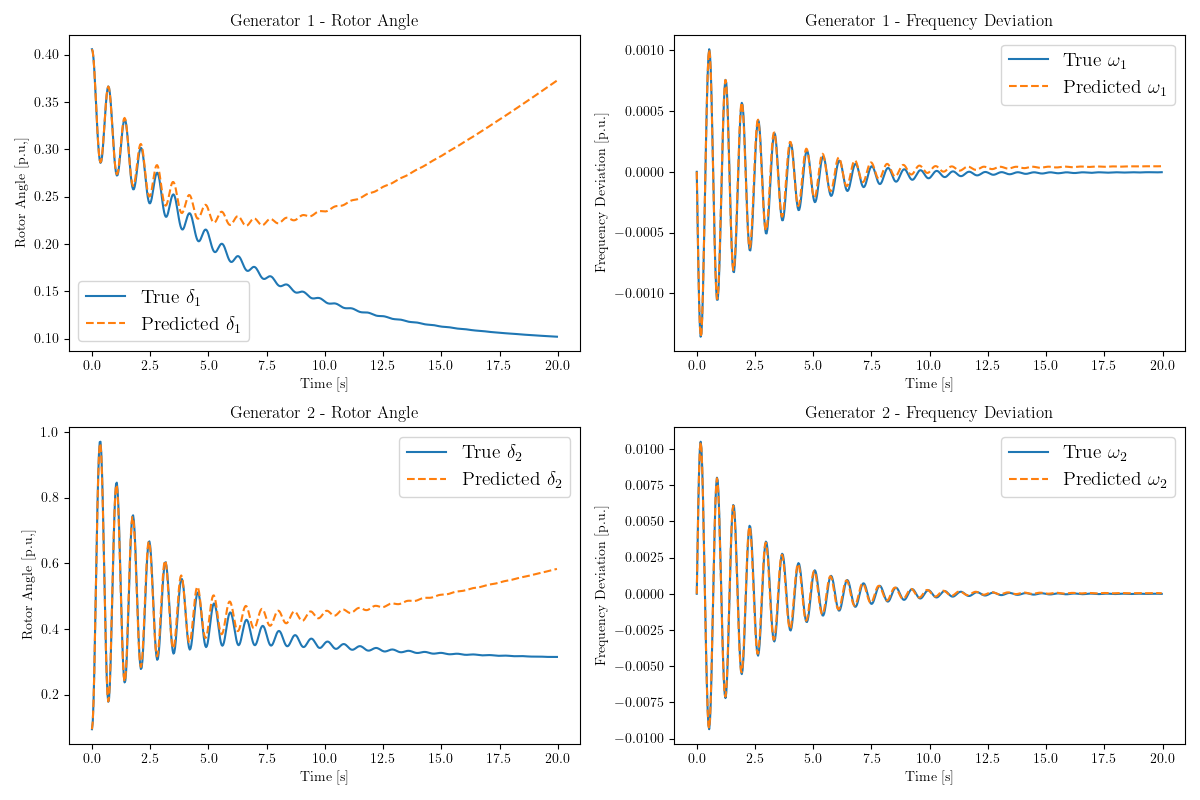 Generator 1 - Rotor Angle
0.40
0.35
0.30
0.25
0.20
0.15
0.10
Rotor Angle [p.u.]
True δ₁
Predicted δ₁
0.0 2.5 5.0 7.5 10.0 12.5 15.0 17.5 20.0
Time [s]
Generator 1 - Frequency Deviation
0.0010
0.0005
0.0000
−0.0005
−0.0010
Frequency Deviation [p.u.]
True ω₁
Predicted ω₁
0.0 2.5 5.0 7.5 10.0 12.5 15.0 17.5 20.0
Time [s]
Generator 2 - Rotor Angle
1.0
0.8
0.6
0.4
0.2
Rotor Angle [p.u.]
True δ₂
Predicted δ₂
0.0 2.5 5.0 7.5 10.0 12.5 15.0 17.5 20.0
Time [s]
Generator 2 - Frequency Deviation
0.0100
0.0075
0.0050
0.0025
0.0000
−0.0025
−0.0050
−0.0075
−0.0100
Frequency Deviation [p.u.]
True ω₂
Predicted ω₂
0.0 2.5 5.0 7.5 10.0 12.5 15.0 17.5 20.0
Time [s]